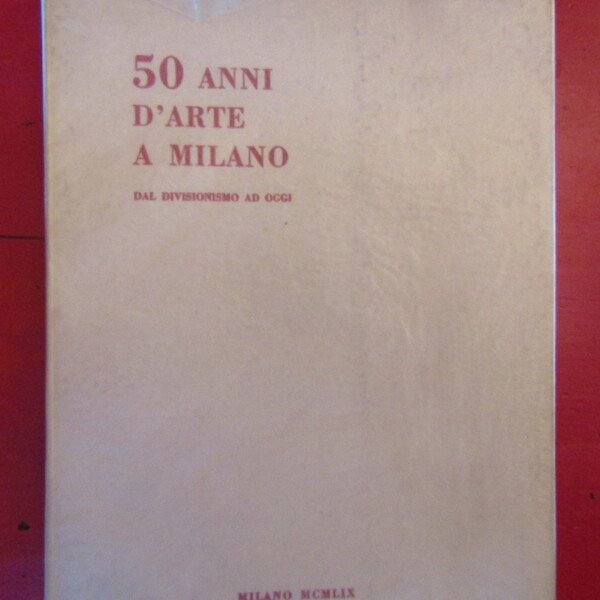 50 ANNI
D'ARTE
A MILANO
DAL DIVISIONISMO AD OGGI
MILANO MCMLIX